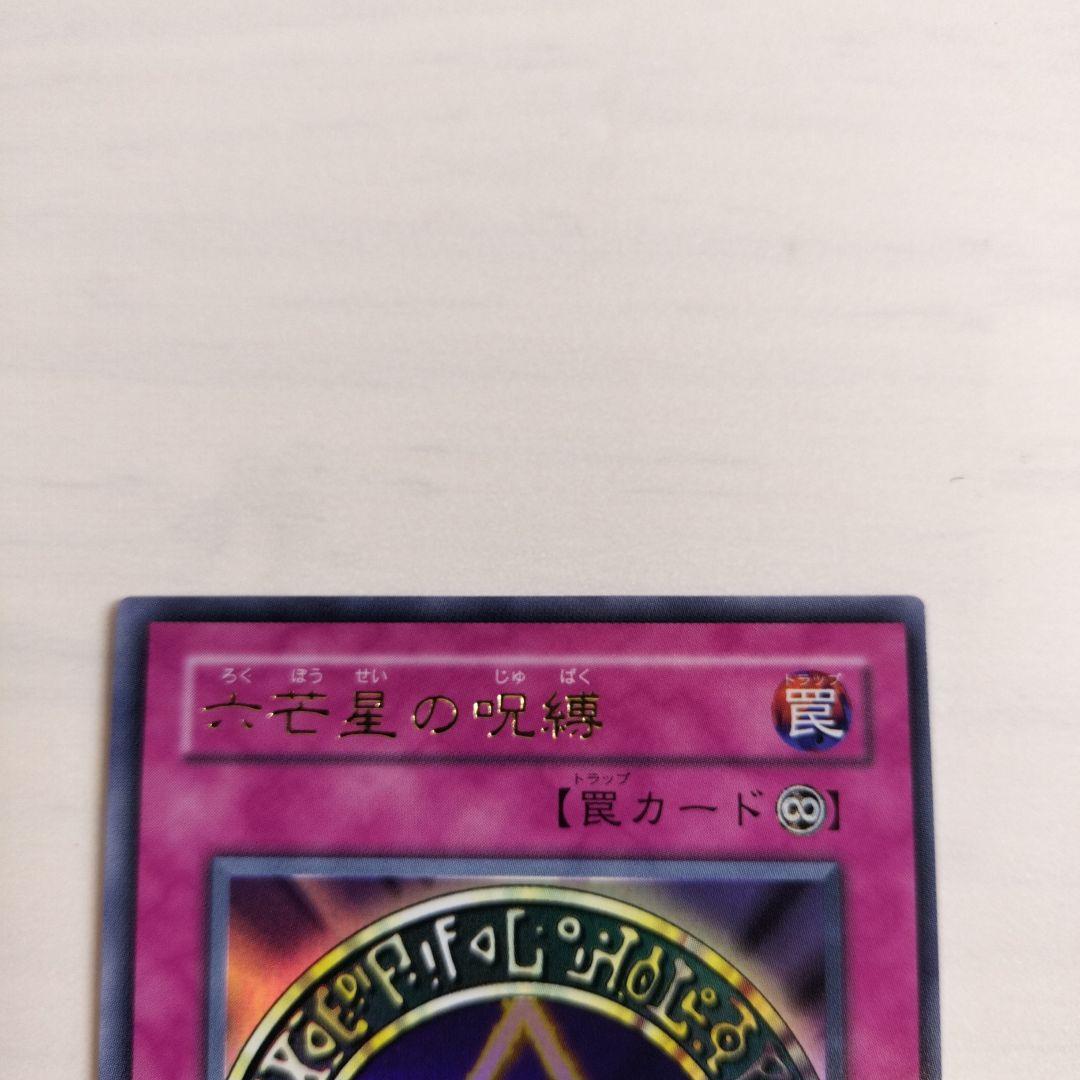 ろく ぼう せい じゅ ばく
六芒星の呪縛
トラップ
罠
トラップ
【罠カード∞】